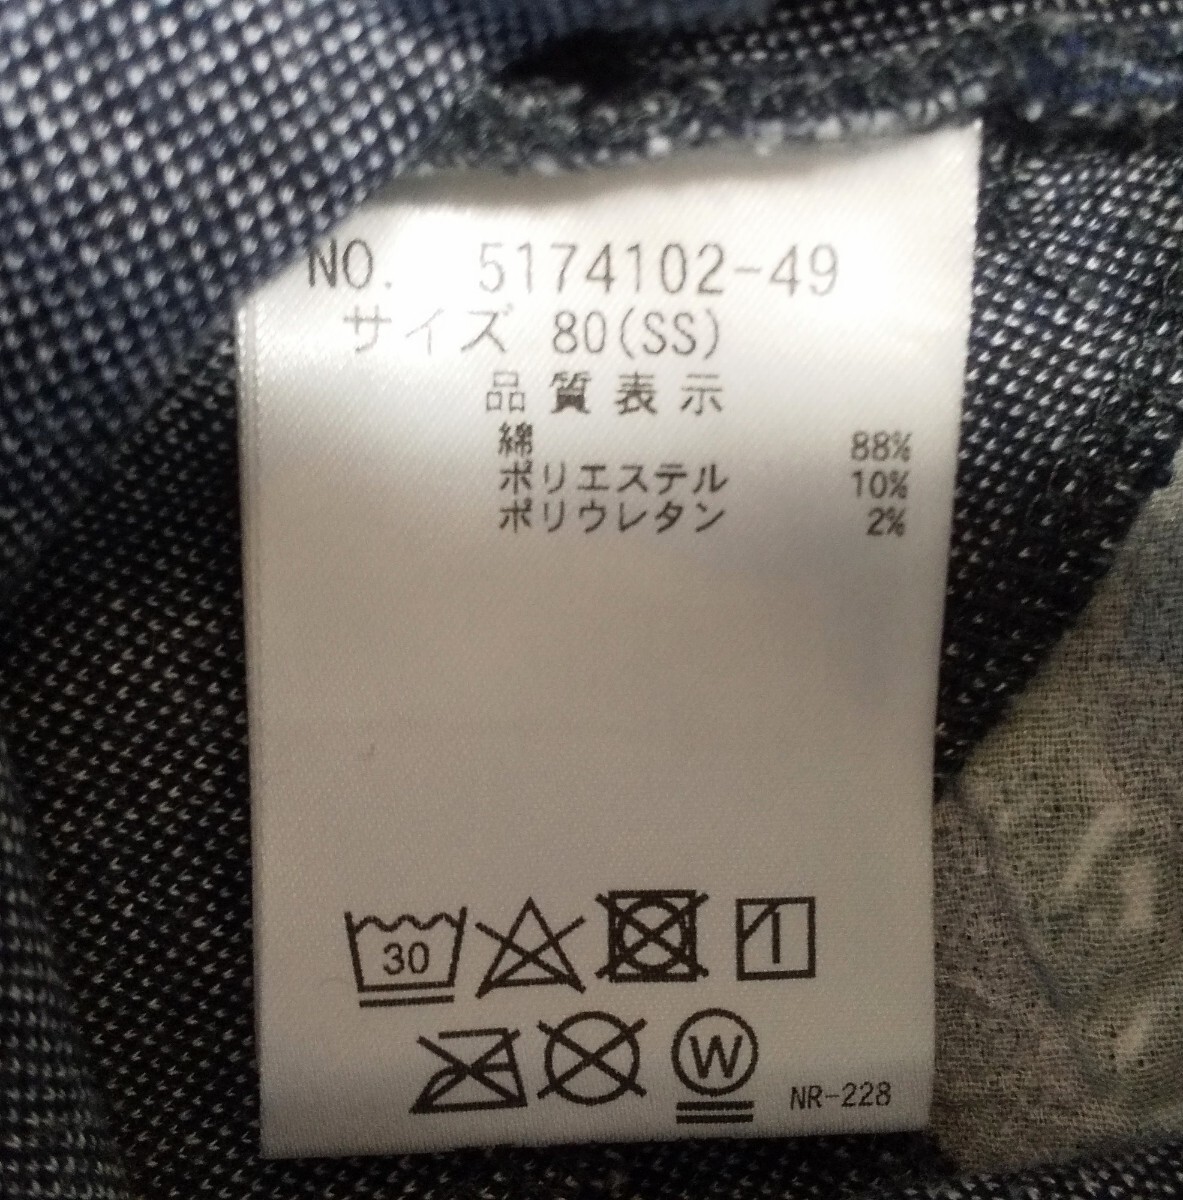 NO. 5174102-49
サイズ 80(SS)
品質表示
綿 88%
ポリエステル 10%
ポリウレタン 2%
30
W
NR-228